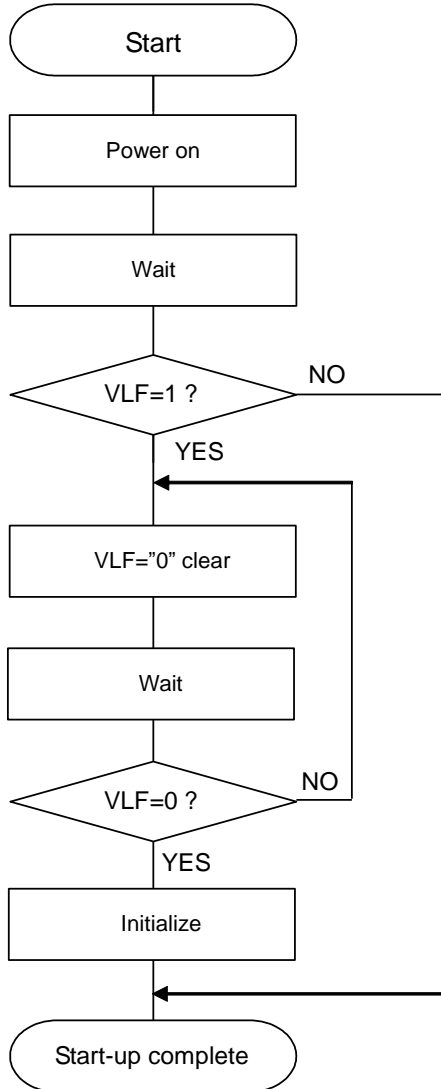 Start
Power on
Wait
VLF=1 ?
NO
YES
VLF=”0” clear
Wait
VLF=0 ?
NO
YES
Initialize
Start-up complete